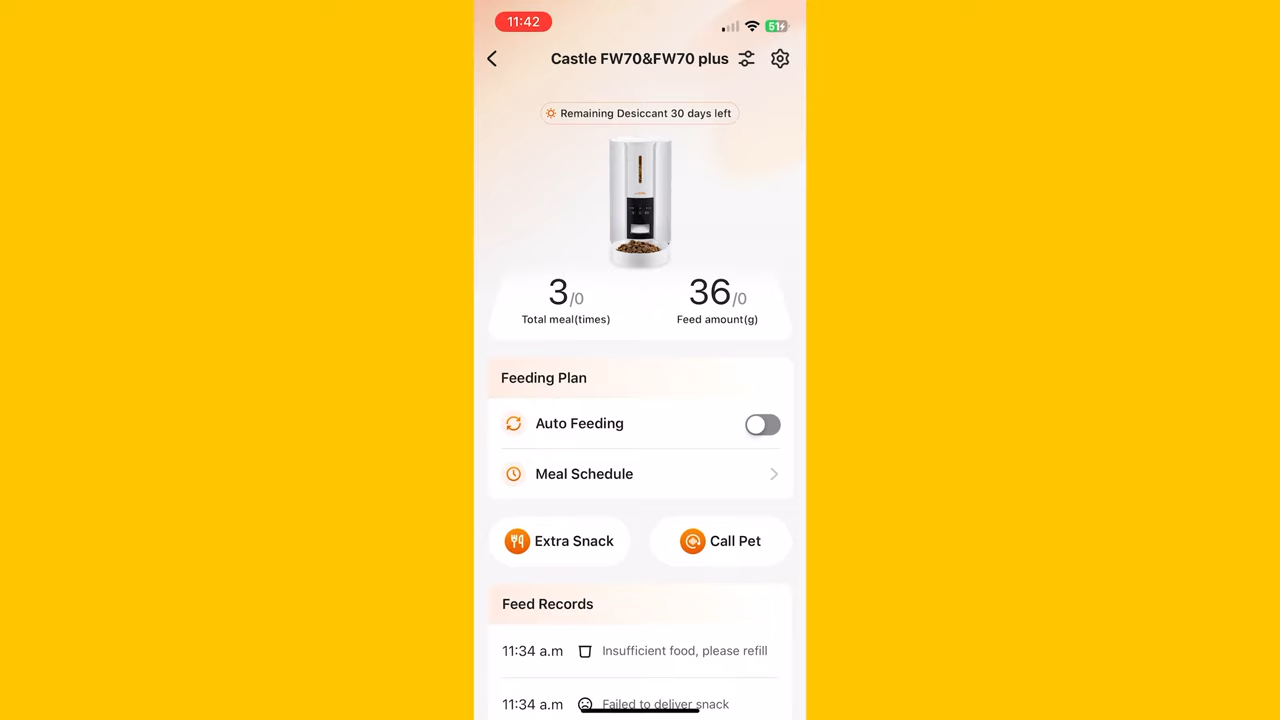 11:42
51
Castle FW70&FW70 plus
Remaining Desiccant 30 days left
3/0
Total meal(times)
36/0
Feed amount(g)
Feeding Plan
Auto Feeding
Meal Schedule
Extra Snack
Call Pet
Feed Records
11:34 a.m Insufficient food, please refill
11:34 a.m Failed to deliver snack